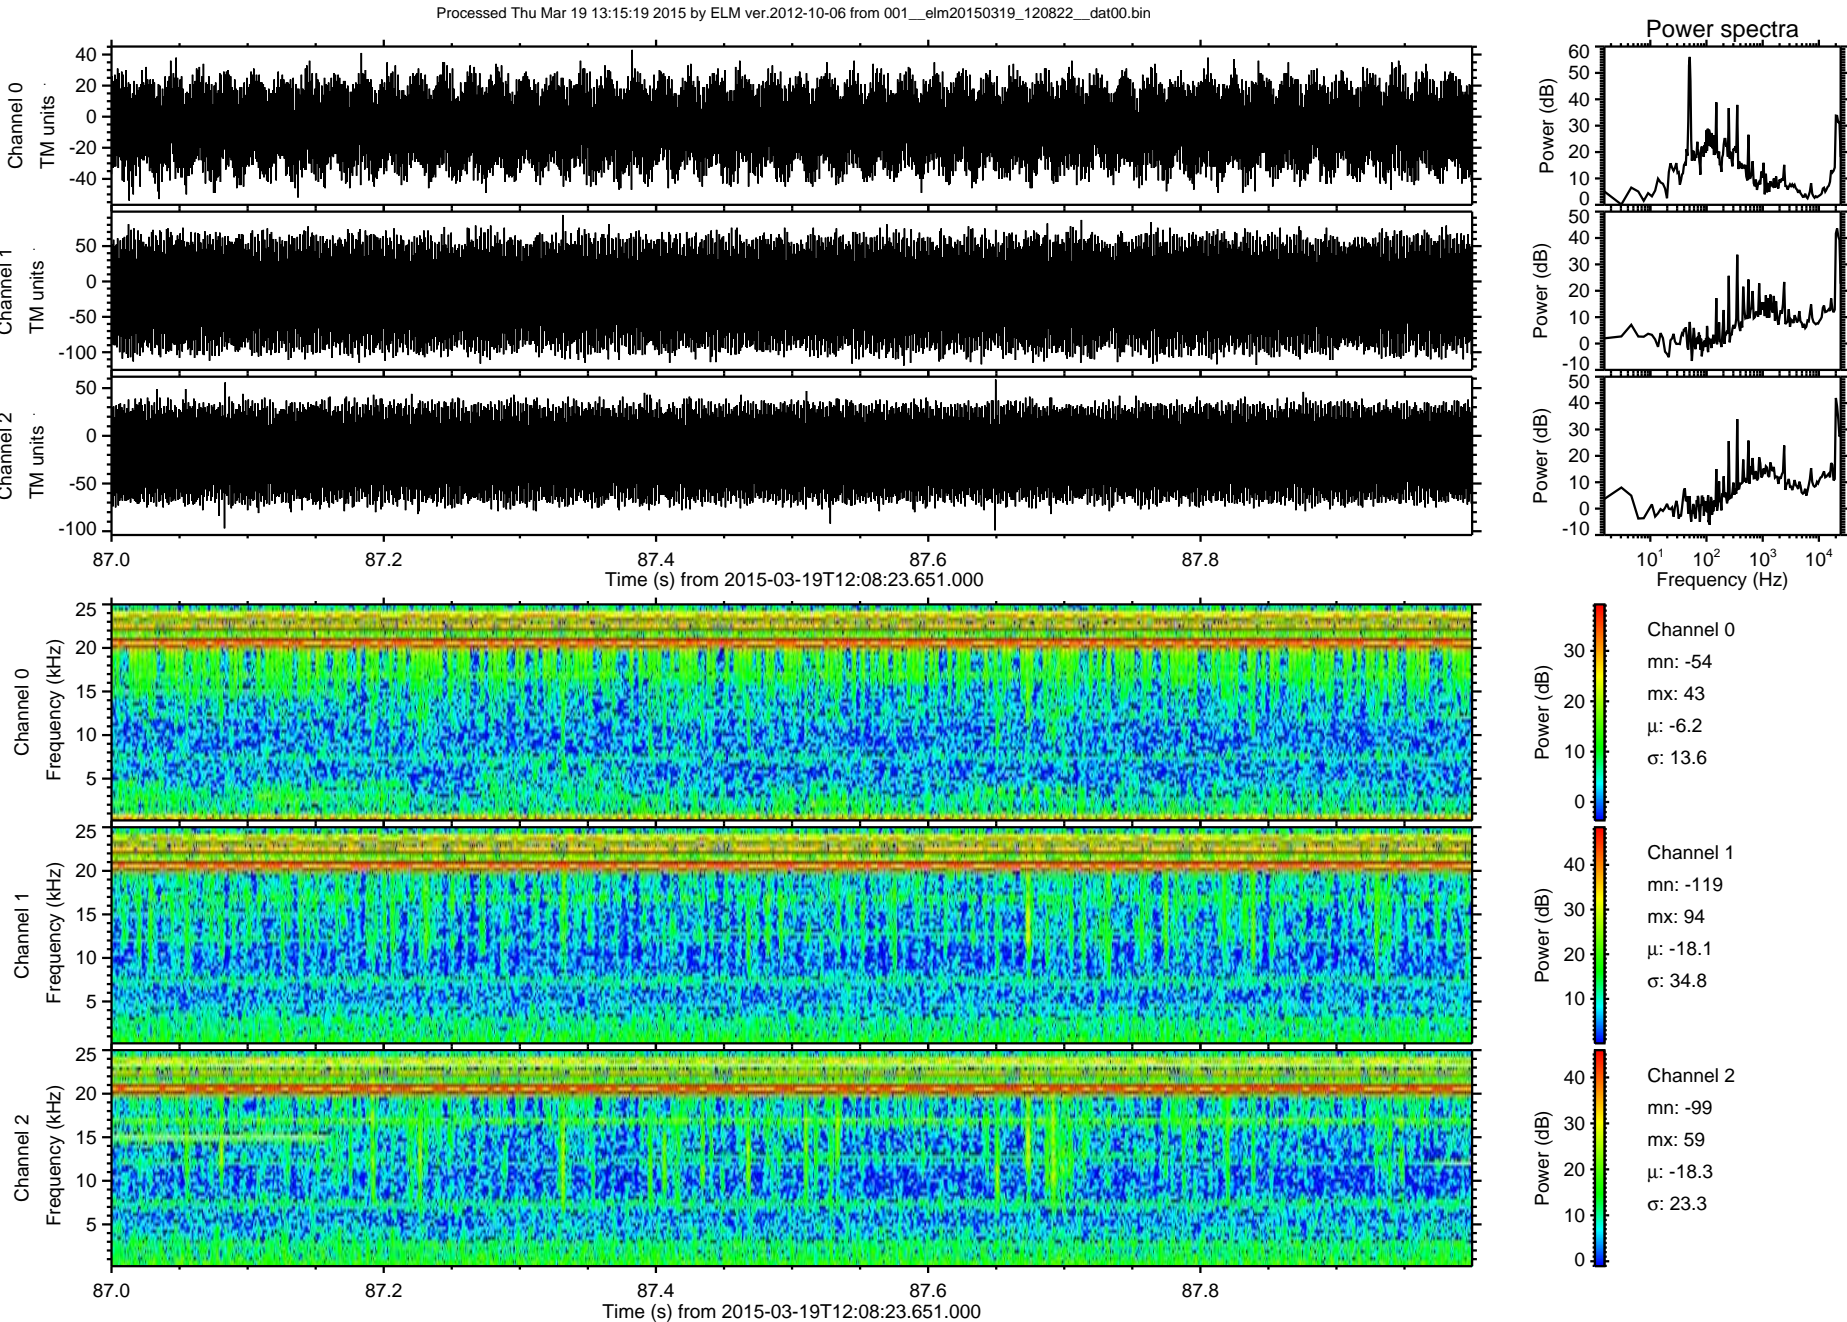 Processed Thu Mar 19 13:15:19 2015 by ELM ver.2012-10-06 from 001__elm20150319_120822__dat00.bin
Power spectra
Channel 0
TM units
40
20
0
-20
-40
Power (dB)
60
50
40
30
20
10
0
Channel 1
TM units
50
0
-50
-100
Power (dB)
50
40
30
20
10
0
-10
Channel 2
TM units
50
0
-50
-100
Power (dB)
50
40
30
20
10
0
-10
87.0 87.2 87.4 87.6 87.8
Time (s) from 2015-03-19T12:08:23.651.000
10^1 10^2 10^3 10^4
Frequency (Hz)
Channel 0
Frequency (kHz)
25
20
15
10
5
Power (dB)
30
20
10
0
Channel 0
mn: -54
mx: 43
μ: -6.2
σ: 13.6
Channel 1
Frequency (kHz)
25
20
15
10
5
Power (dB)
40
30
20
10
Channel 1
mn: -119
mx: 94
μ: -18.1
σ: 34.8
Channel 2
Frequency (kHz)
25
20
15
10
5
Power (dB)
40
30
20
10
0
Channel 2
mn: -99
mx: 59
μ: -18.3
σ: 23.3
87.0 87.2 87.4 87.6 87.8
Time (s) from 2015-03-19T12:08:23.651.000